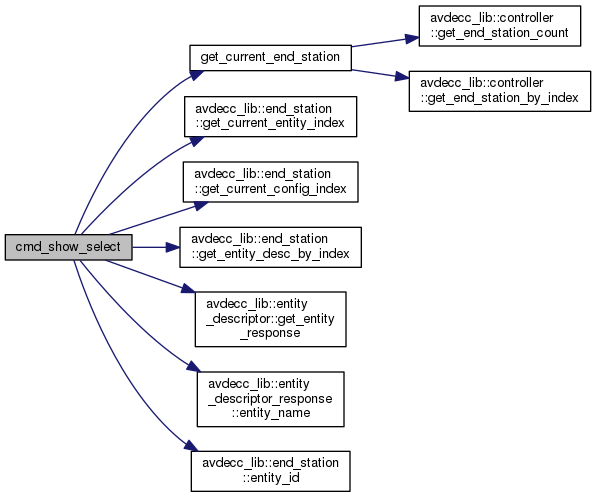 cmd_show_select
get_current_end_station
avdecc_lib::controller
::get_end_station_count
avdecc_lib::controller
::get_end_station_by_index
avdecc_lib::end_station
::get_current_entity_index
avdecc_lib::end_station
::get_current_config_index
avdecc_lib::end_station
::get_entity_desc_by_index
avdecc_lib::entity
_descriptor::get_entity
_response
avdecc_lib::entity
_descriptor_response
::entity_name
avdecc_lib::end_station
::entity_id